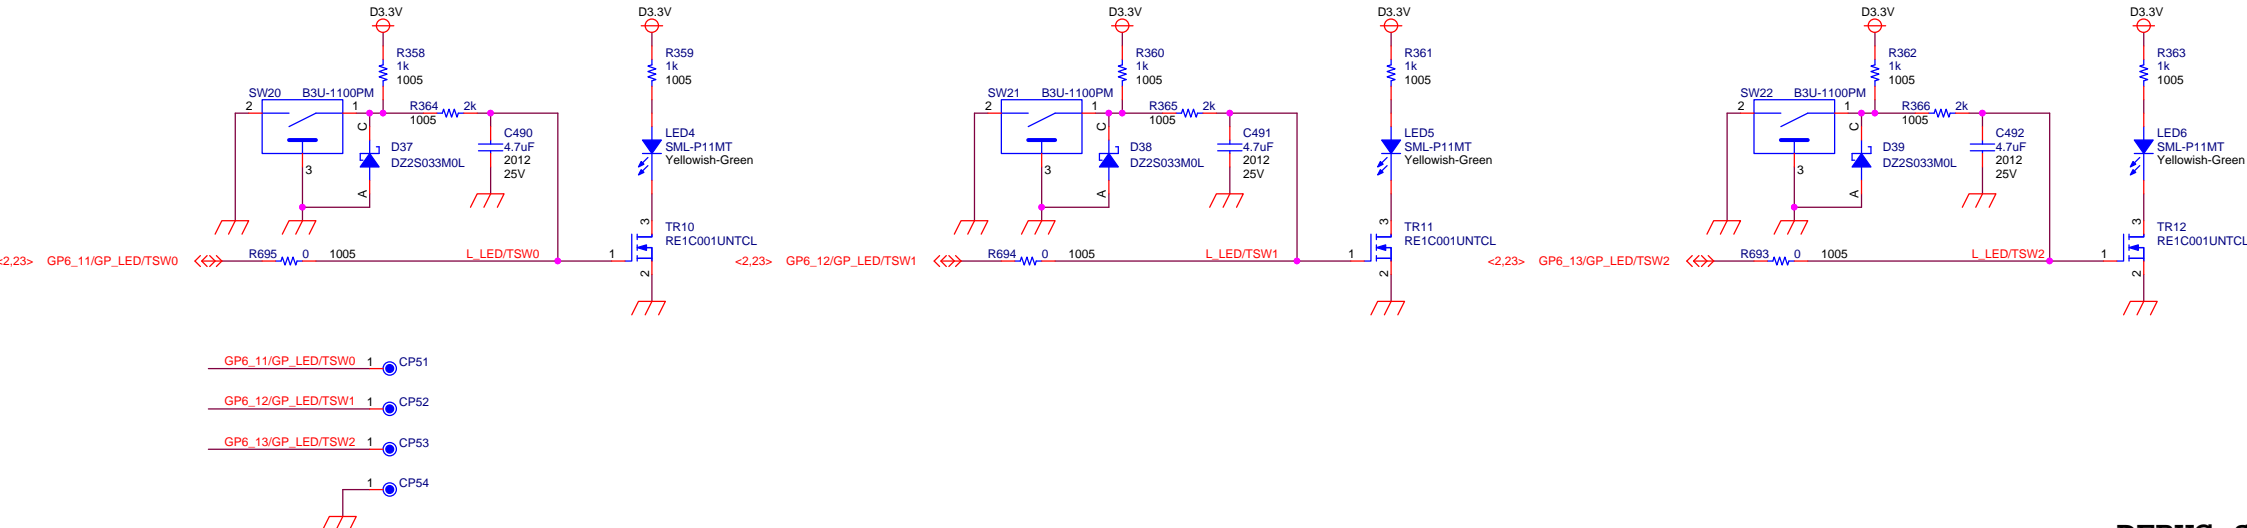 D3.3V
R358
1k
1005
SW20 B3U-1100PM
2
1
3
R364 2k
1005
C
D37
DZ2S033M0L
A
C490
4.7uF
2012
25V
D3.3V
R359
1k
1005
LED4
SML-P11MT
Yellowish-Green
3
TR10
RE1C001UNTCL
1
2
<2,23> GP6_11/GP_LED/TSW0
R695 0 1005
L_LED/TSW0
D3.3V
R360
1k
1005
SW21 B3U-1100PM
2
1
3
R365 2k
1005
C
D38
DZ2S033M0L
A
C491
4.7uF
2012
25V
D3.3V
R361
1k
1005
LED5
SML-P11MT
Yellowish-Green
3
TR11
RE1C001UNTCL
1
2
<2,23> GP6_12/GP_LED/TSW1
R694 0 1005
L_LED/TSW1
D3.3V
R362
1k
1005
SW22 B3U-1100PM
2
1
3
R366 2k
1005
C
D39
DZ2S033M0L
A
C492
4.7uF
2012
25V
D3.3V
R363
1k
1005
LED6
SML-P11MT
Yellowish-Green
3
TR12
RE1C001UNTCL
1
2
<2,23> GP6_13/GP_LED/TSW2
R693 0 1005
L_LED/TSW2
GP6_11/GP_LED/TSW0 1 CP51
GP6_12/GP_LED/TSW1 1 CP52
GP6_13/GP_LED/TSW2 1 CP53
1 CP54